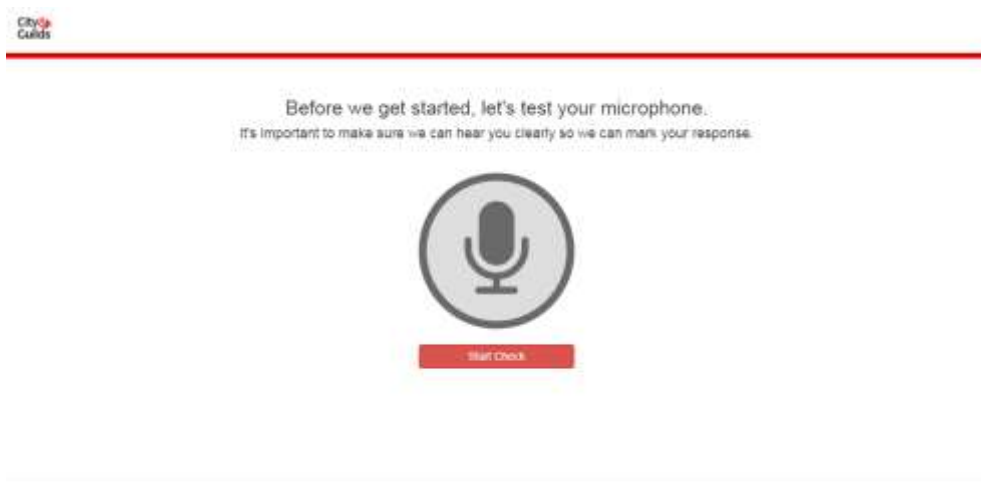 City&
Guilds
Before we get started, let's test your microphone.
It's important to make sure we can hear you clearly so we can mark your response.
Start Check